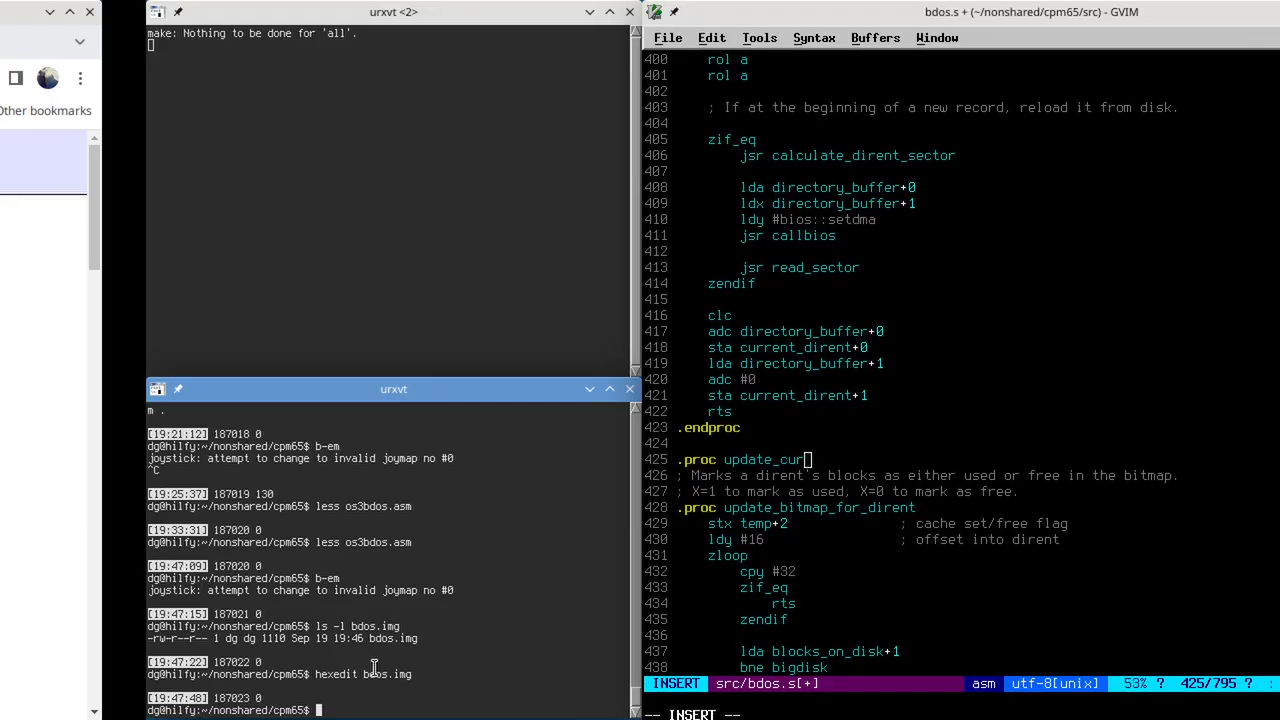 Other bookmarks
urxvt <2>
make: Nothing to be done for 'all'.
urxvt
m .
[19:21:12] 187018 0
dg@hilfy:~/nonshared/cpm65$ b-em
joystick: attempt to change to invalid joymap no #0
^C
[19:25:37] 187019 130
dg@hilfy:~/nonshared/cpm65$ less os3bdos.asm
[19:33:31] 187020 0
dg@hilfy:~/nonshared/cpm65$ less os3bdos.asm
[19:47:09] 187020 0
dg@hilfy:~/nonshared/cpm65$ b-em
joystick: attempt to change to invalid joymap no #0
[19:47:15] 187021 0
dg@hilfy:~/nonshared/cpm65$ ls -l bdos.img
-rw-r--r-- 1 dg dg 1110 Sep 19 19:46 bdos.img
[19:47:22] 187022 0
dg@hilfy:~/nonshared/cpm65$ hexedit bdos.img
[19:47:48] 187023 0
dg@hilfy:~/nonshared/cpm65$
bdos.s + (~/nonshared/cpm65/src) - GVIM
File Edit Tools Syntax Buffers Window
400 rol a
401 rol a
402
403 ; If at the beginning of a new record, reload it from disk.
404
405 zif_eq
406 jsr calculate_dirent_sector
407
408 lda directory_buffer+0
409 ldx directory_buffer+1
410 ldy #bios::setdma
411 jsr callbios
412
413 jsr read_sector
414 zendif
415
416 clc
417 adc directory_buffer+0
418 sta current_dirent+0
419 lda directory_buffer+1
420 adc #0
421 sta current_dirent+1
422 rts
423 .endproc
424
425 .proc update_cur
426 ; Marks a dirent's blocks as either used or free in the bitmap.
427 ; X=1 to mark as used, X=0 to mark as free.
428 .proc update_bitmap_for_dirent
429 stx temp+2 ; cache set/free flag
430 ldy #16 ; offset into dirent
431 zloop
432 cpy #32
433 zif_eq
434 rts
435 zendif
436
437 lda blocks_on_disk+1
438 bne bigdisk
INSERT src/bdos.s[+] asm utf-8[unix] 53% ? 425/795 ? :
-- INSERT --